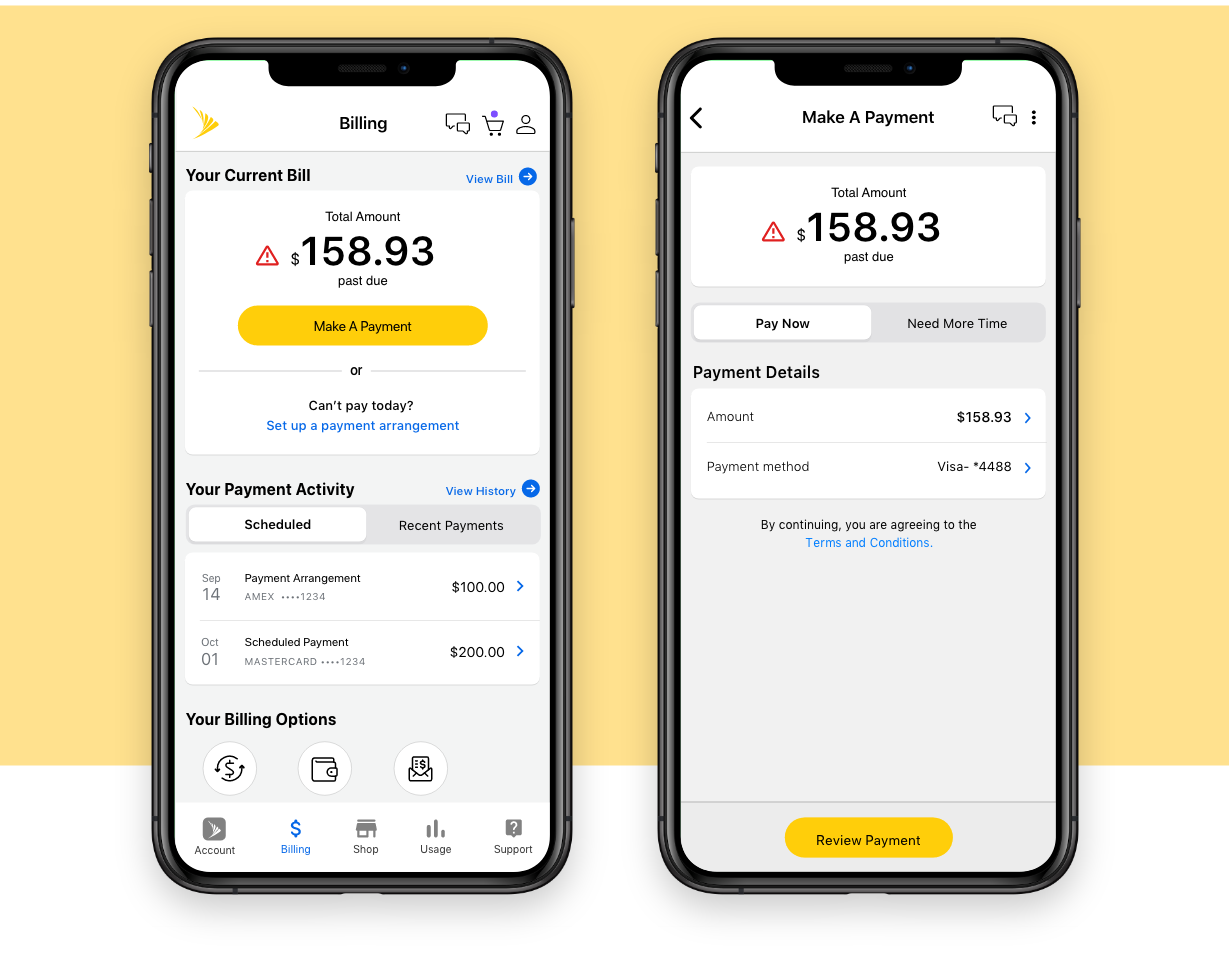 Billing
Your Current Bill
View Bill
Total Amount
$158.93
past due
Make A Payment
or
Can't pay today?
Set up a payment arrangement
Your Payment Activity
View History
Scheduled
Recent Payments
Sep
14
Payment Arrangement
AMEX ••••1234
$100.00
Oct
01
Scheduled Payment
MASTERCARD ••••1234
$200.00
Your Billing Options
Account
Billing
Shop
Usage
Support
Make A Payment
Total Amount
$158.93
past due
Pay Now
Need More Time
Payment Details
Amount
$158.93
Payment method
Visa- *4488
By continuing, you are agreeing to the
Terms and Conditions.
Review Payment